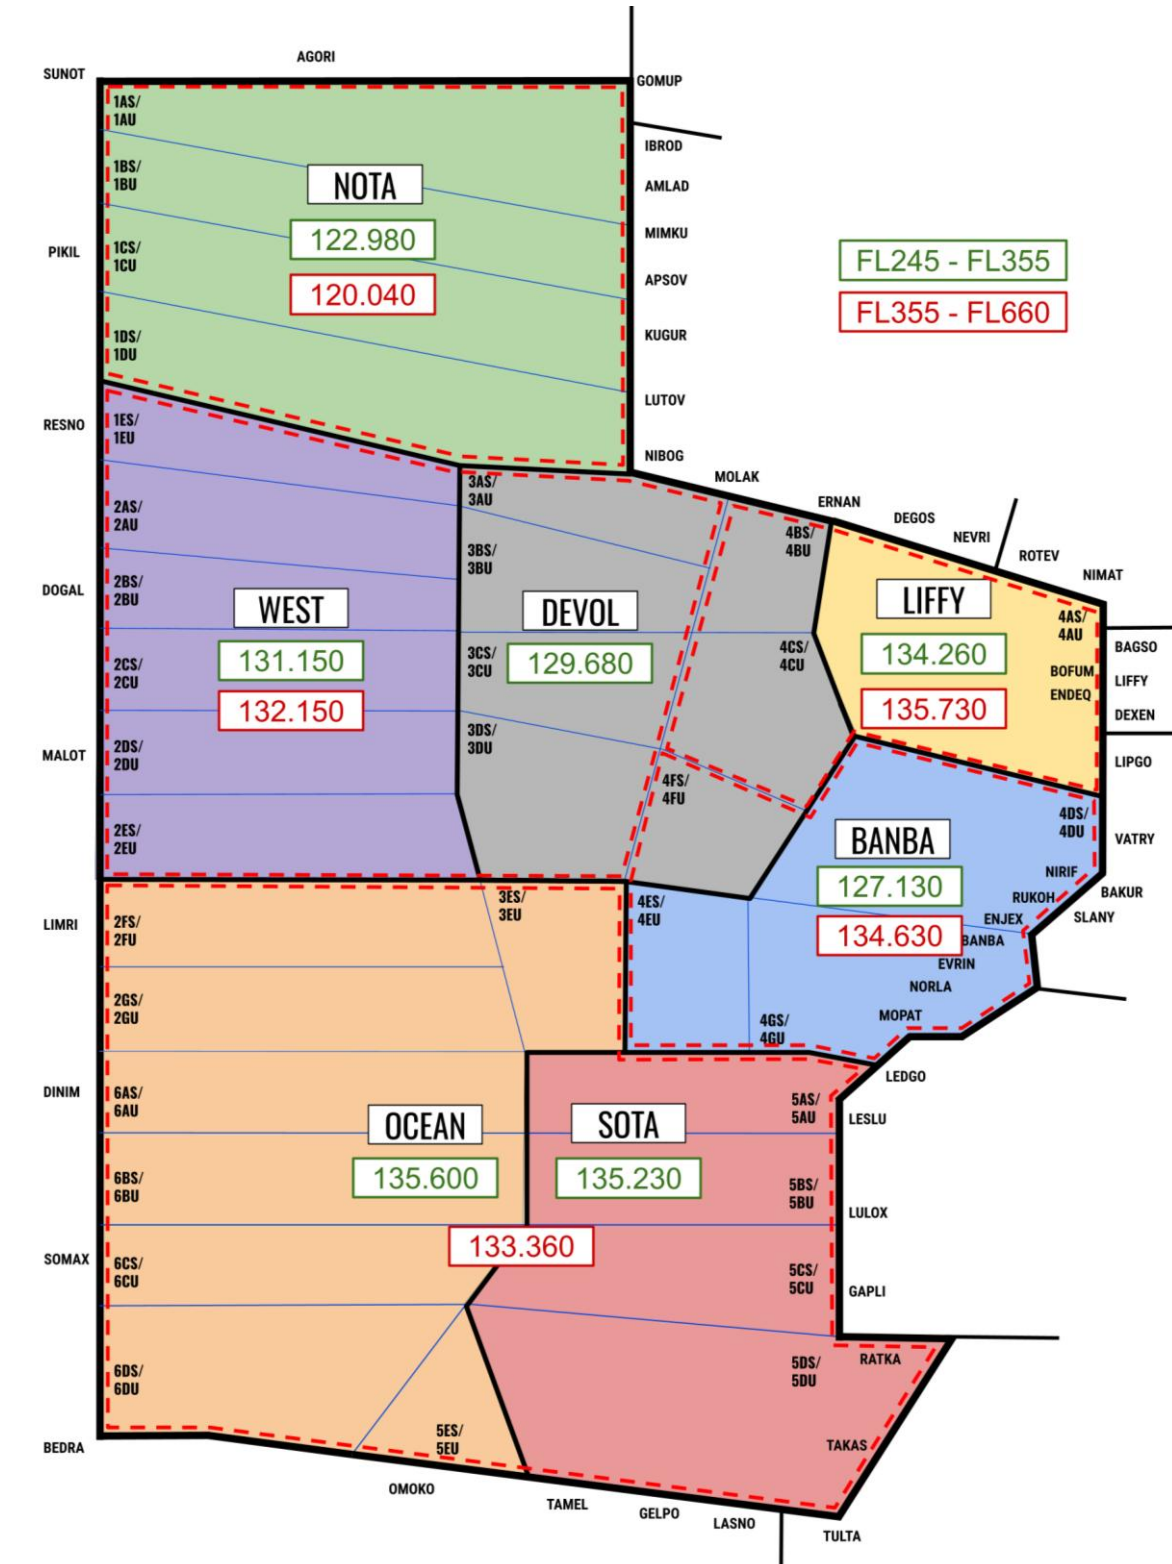 AGORI
SUNOT
GOMUP
1AS/
1AU
IBROD
1BS/
1BU
NOTA
AMLAD
122.980
MIMKU
PIKIL
1CS/
1CU
FL245 - FL355
120.040
APSOV
FL355 - FL660
1DS/
1DU
KUGUR
LUTOV
RESNO
1ES/
1EU
NIBOG
MOLAK
3AS/
3AU
ERNAN
2AS/
2AU
DEGOS
4BS/
4BU
NEVRI
ROTEV
3BS/
3BU
NIMAT
DOGAL
2BS/
2BU
WEST
DEVOL
LIFFY
4AS/
4AU
131.150
129.680
134.260
BAGSO
2CS/
2CU
3CS/
3CU
4CS/
4CU
BOFUM
LIFFY
ENDEQ
132.150
135.730
DEXEN
MALOT
2DS/
2DU
3DS/
3DU
LIPGO
4FS/
4FU
2ES/
2EU
BANBA
4DS/
4DU
VATRY
127.130
NIRIF
BAKUR
RUKOH
3ES/
3EU
4ES/
4EU
ENJEX
SLANY
LIMRI
2FS/
2FU
134.630
BANBA
EVRIN
NORLA
2GS/
2GU
MOPAT
4GS/
4GU
LEDGO
DINIM
6AS/
6AU
OCEAN
SOTA
5AS/
5AU
LESLU
135.600
135.230
6BS/
6BU
5BS/
5BU
LULOX
133.360
SOMAX
6CS/
6CU
5CS/
5CU
GAPLI
RATKA
6DS/
6DU
5DS/
5DU
BEDRA
5ES/
5EU
TAKAS
OMOKO
TAMEL
GELPO
LASNO
TULTA